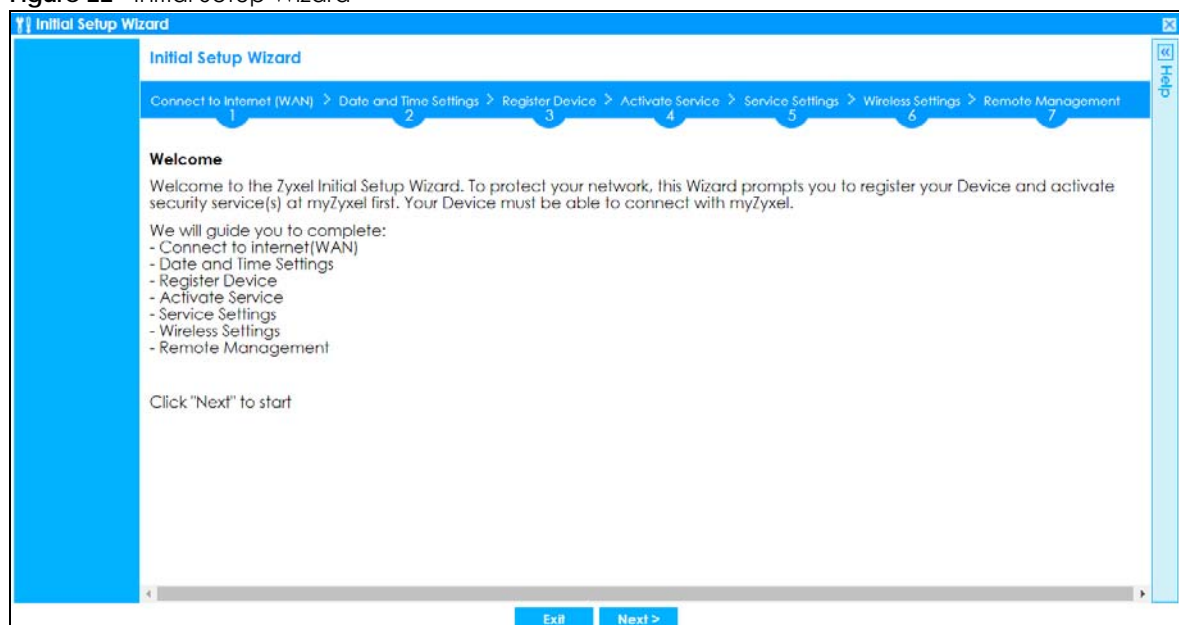 Figure 22 Initial Setup Wizard
Initial Setup Wizard
Help
Initial Setup Wizard
Connect to Internet (WAN) > Date and Time Settings > Register Device > Activate Service > Service Settings > Wireless Settings > Remote Management
1 2 3 4 5 6 7
Welcome
Welcome to the Zyxel Initial Setup Wizard. To protect your network, this Wizard prompts you to register your Device and activate
security service(s) at myZyxel first. Your Device must be able to connect with myZyxel.
We will guide you to complete:
- Connect to internet(WAN)
- Date and Time Settings
- Register Device
- Activate Service
- Service Settings
- Wireless Settings
- Remote Management
Click "Next" to start
Exit Next >